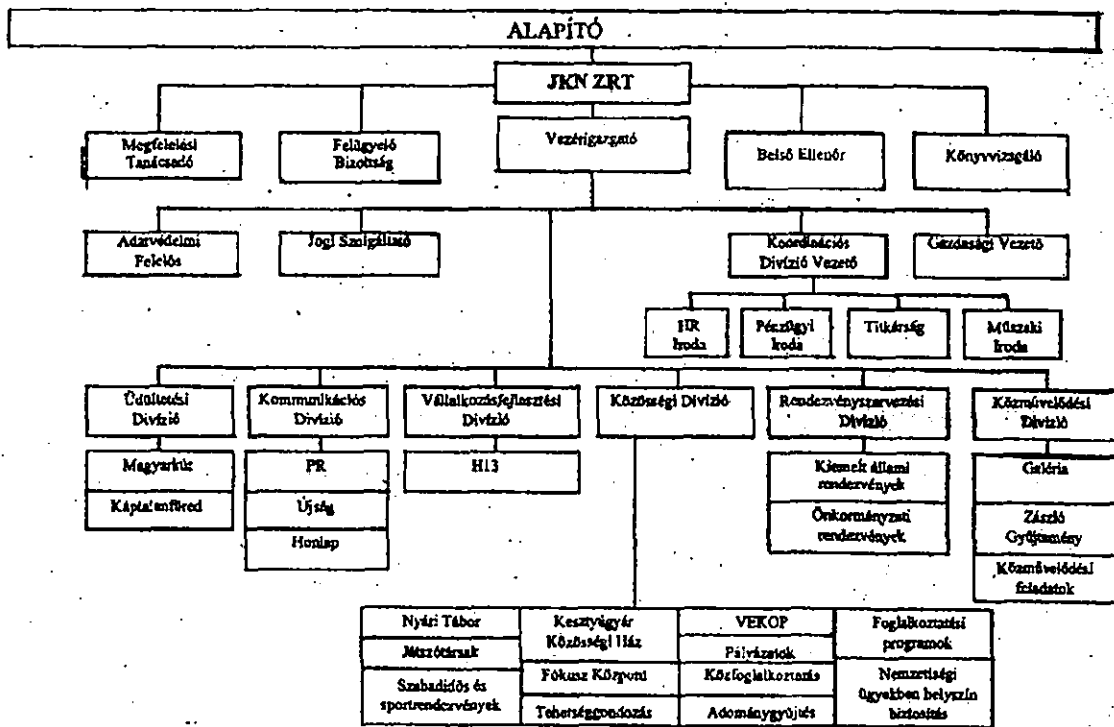 ALAPÍTÓ
JKN ZRT
Megfelelési
Tanácsadó
Felügyelő
Bizottság
Vezérigazgató
Belső Ellenőr
Könyvvizsgáló
Adatvédelmi
Felelős
Jogi Szolgáltató
Koordinációs
Divízió Vezető
Gazdasági Vezető
HR
Iroda
Pénzügyi
Iroda
Titkárság
Műszaki
Iroda
Üdültetési
Divízió
Kommunikációs
Divízió
Vállalkozásfejlesztési
Divízió
Közösségi Divízió
Rendezvényszervezési
Divízió
Közművelődési
Divízió
Magyarkút
Káptalanfüred
PR
Újság
Honlap
H13
Kiemelt állami
rendezvények
Önkormányzati
rendezvények
Galéria
Zászló
Gyűjtemény
Közművelődési
feladatok
Nyári Tábor
Játszótársak
Szabadidős és
sportrendezvények
Kesztyűgyár
Közösségi Ház
Fókusz Központ
Tehetséggondozás
VEKOP
Pályázatok
Közfoglalkoztatás
Adománygyűjtés
Foglalkoztatási
programok
Nemzetiségi
ügyekben helyszín
biztosítás